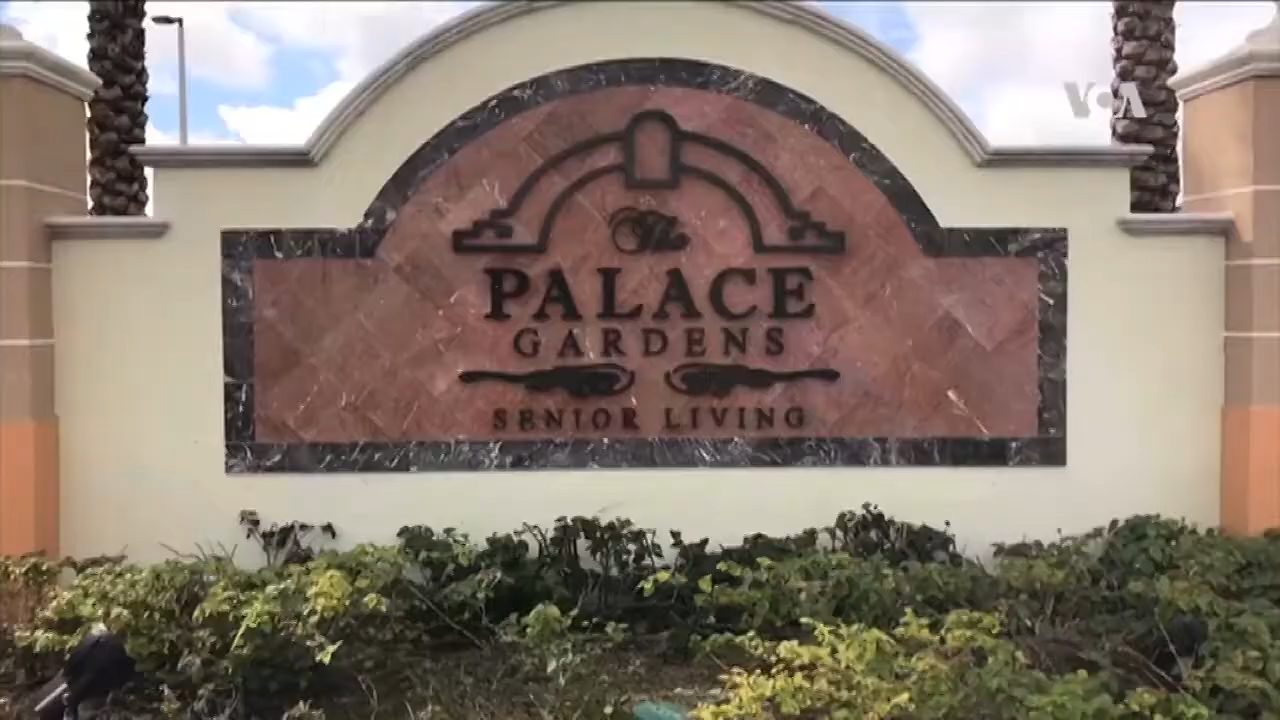 VOA
The
PALACE
GARDENS
SENIOR LIVING